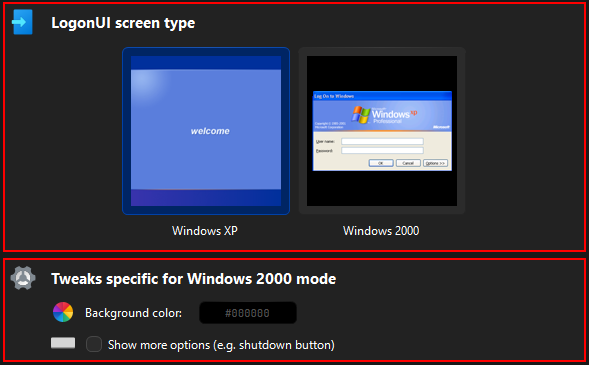 LogonUI screen type
welcome
Log On to Windows
Microsoft
Windows xp
Professional
Copyright © 1985-2001
Microsoft Corporation
Microsoft
User name:
Password:
OK
Cancel
Options >>
Windows XP
Windows 2000
Tweaks specific for Windows 2000 mode
Background color:
#000000
Show more options (e.g. shutdown button)